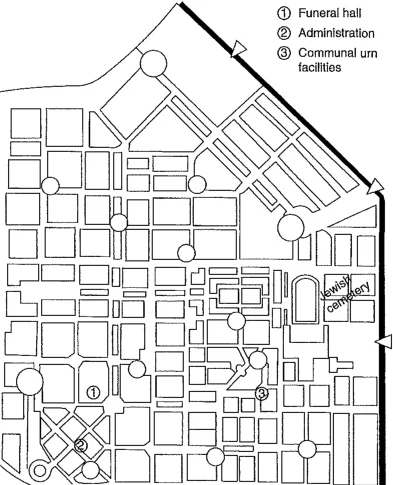 ① Funeral hall
② Administration
③ Communal urn
facilities
Jewish
cemetery
①
③
②